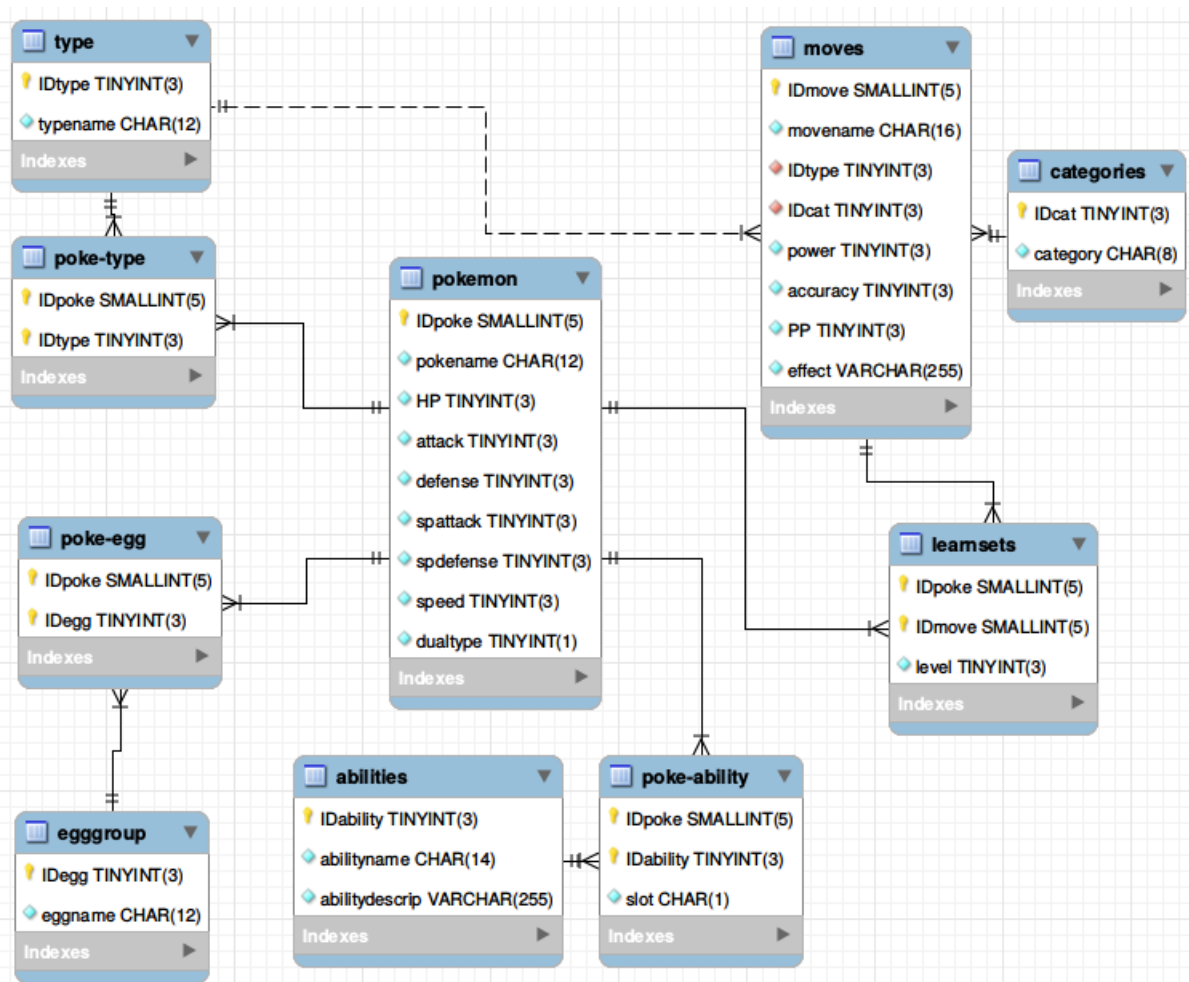 type
IDtype TINYINT(3)
typename CHAR(12)
Indexes
poke-type
IDpoke SMALLINT(5)
IDtype TINYINT(3)
Indexes
poke-egg
IDpoke SMALLINT(5)
IDegg TINYINT(3)
Indexes
egggroup
IDegg TINYINT(3)
eggname CHAR(12)
Indexes
pokemon
IDpoke SMALLINT(5)
pokename CHAR(12)
HP TINYINT(3)
attack TINYINT(3)
defense TINYINT(3)
spattack TINYINT(3)
spdefense TINYINT(3)
speed TINYINT(3)
dualtype TINYINT(1)
Indexes
abilities
IDability TINYINT(3)
abilityname CHAR(14)
abilitydescrip VARCHAR(255)
Indexes
poke-ability
IDpoke SMALLINT(5)
IDability TINYINT(3)
slot CHAR(1)
Indexes
moves
IDmove SMALLINT(5)
movename CHAR(16)
IDtype TINYINT(3)
IDcat TINYINT(3)
power TINYINT(3)
accuracy TINYINT(3)
PP TINYINT(3)
effect VARCHAR(255)
Indexes
categories
IDcat TINYINT(3)
category CHAR(8)
Indexes
learnsets
IDpoke SMALLINT(5)
IDmove SMALLINT(5)
level TINYINT(3)
Indexes